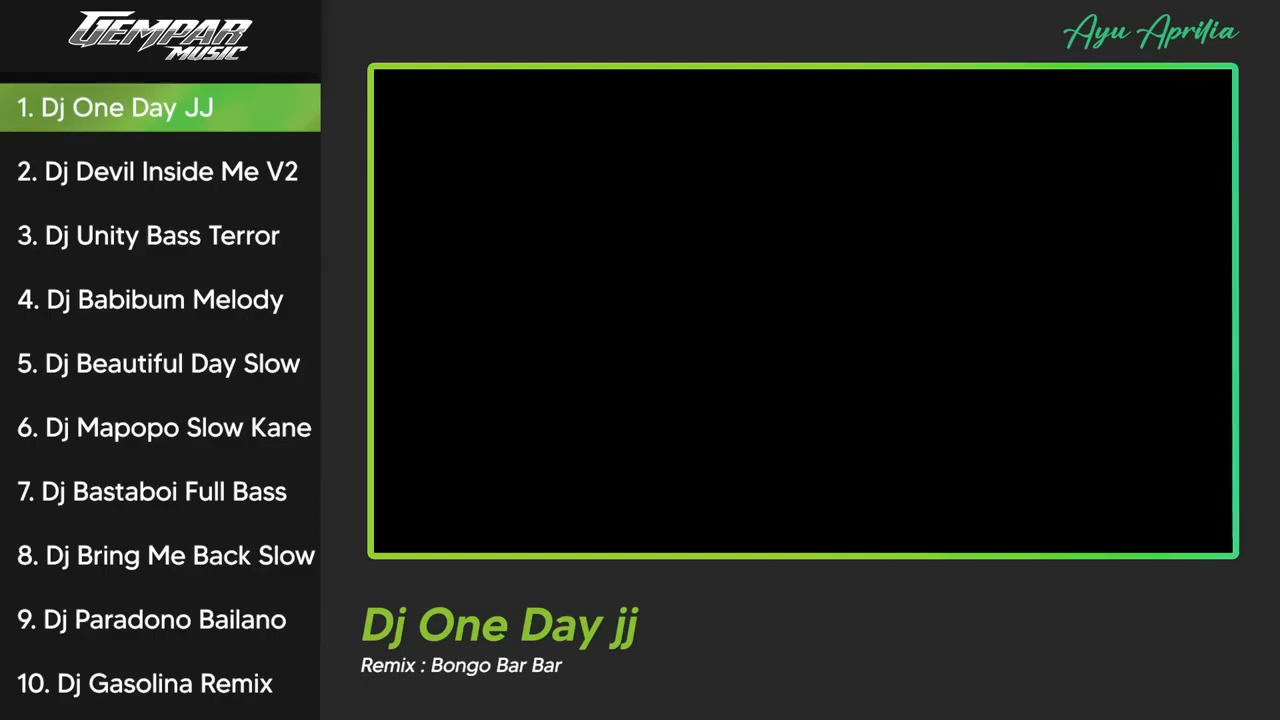 GEMPAR
MUSIC
Ayu Aprilia
1. Dj One Day JJ
2. Dj Devil Inside Me V2
3. Dj Unity Bass Terror
4. Dj Babibum Melody
5. Dj Beautiful Day Slow
6. Dj Mapopo Slow Kane
7. Dj Bastaboi Full Bass
8. Dj Bring Me Back Slow
9. Dj Paradono Bailano
10. Dj Gasolina Remix
Dj One Day jj
Remix : Bongo Bar Bar